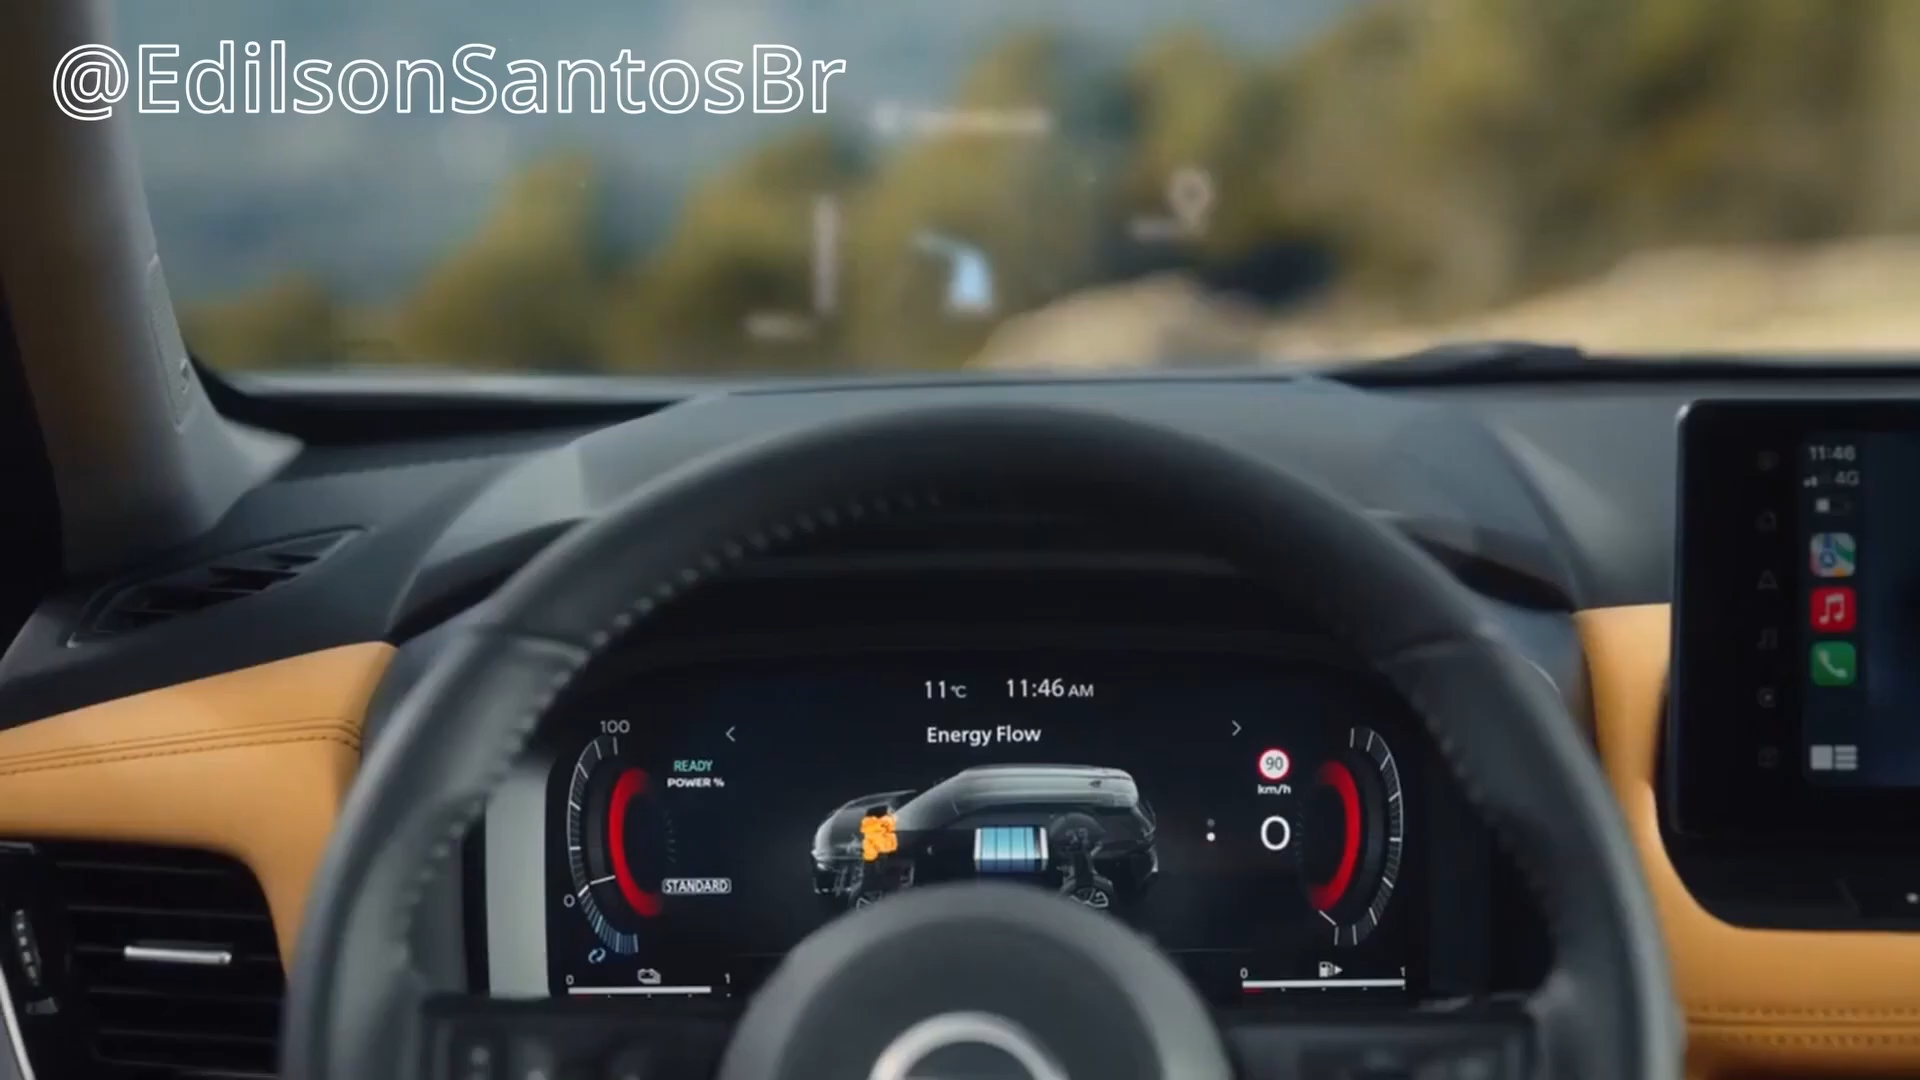 @EdilsonSantosBr
11:46
4G
11°C 11:46 AM
Energy Flow
100
READY
POWER %
90
km/h
0
STANDARD
0
0 1
0 1